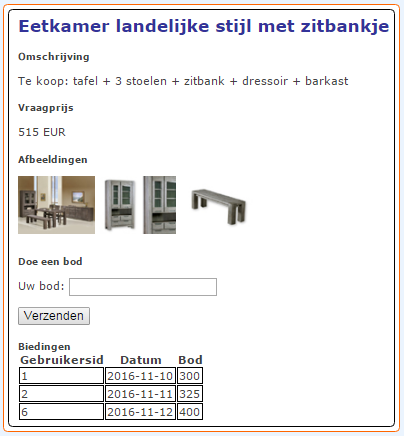 Eetkamer landelijke stijl met zitbankje
Omschrijving
Te koop: tafel + 3 stoelen + zitbank + dressoir + barkast
Vraagprijs
515 EUR
Afbeeldingen
Doe een bod
Uw bod:
Verzenden
Biedingen
Gebruikersid Datum Bod
1 2016-11-10 300
2 2016-11-11 325
6 2016-11-12 400